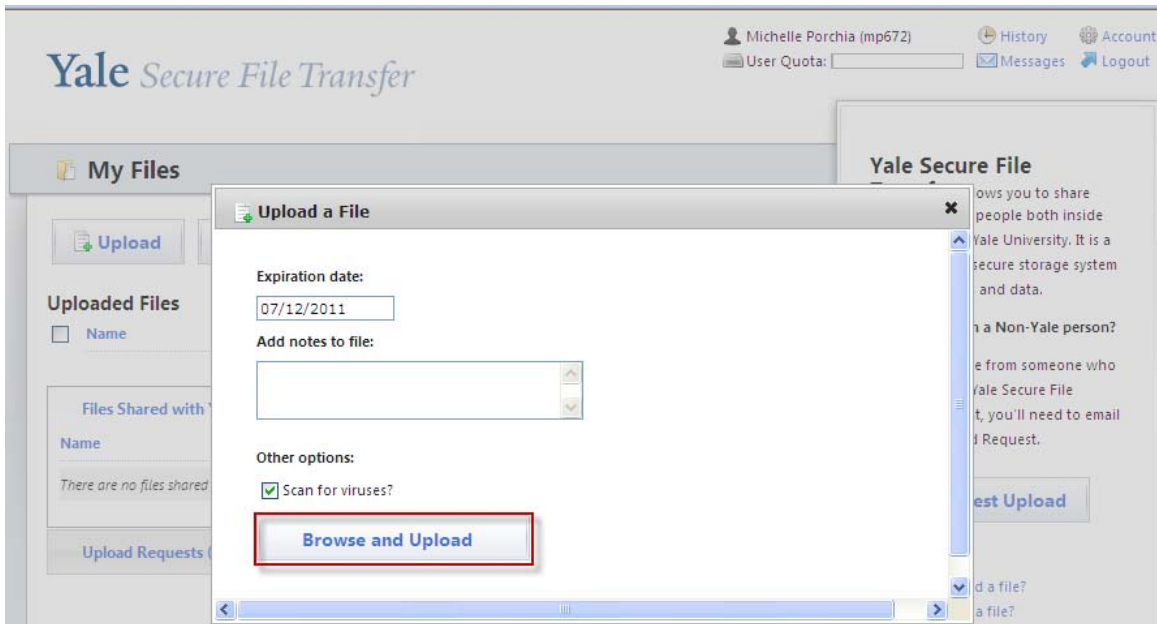 Michelle Porchia (mp672)
History
Account
User Quota:
Messages
Logout
Yale Secure File Transfer
My Files
Upload
Uploaded Files
Name
Files Shared with
Name
There are no files shared
Upload Requests (
Upload a File
Expiration date:
07/12/2011
Add notes to file:
Other options:
Scan for viruses?
Browse and Upload
Yale Secure File
ows you to share
people both inside
Yale University. It is a
secure storage system
and data.
a Non-Yale person?
e from someone who
Yale Secure File
t, you'll need to email
Request.
est Upload
d a file?
a file?